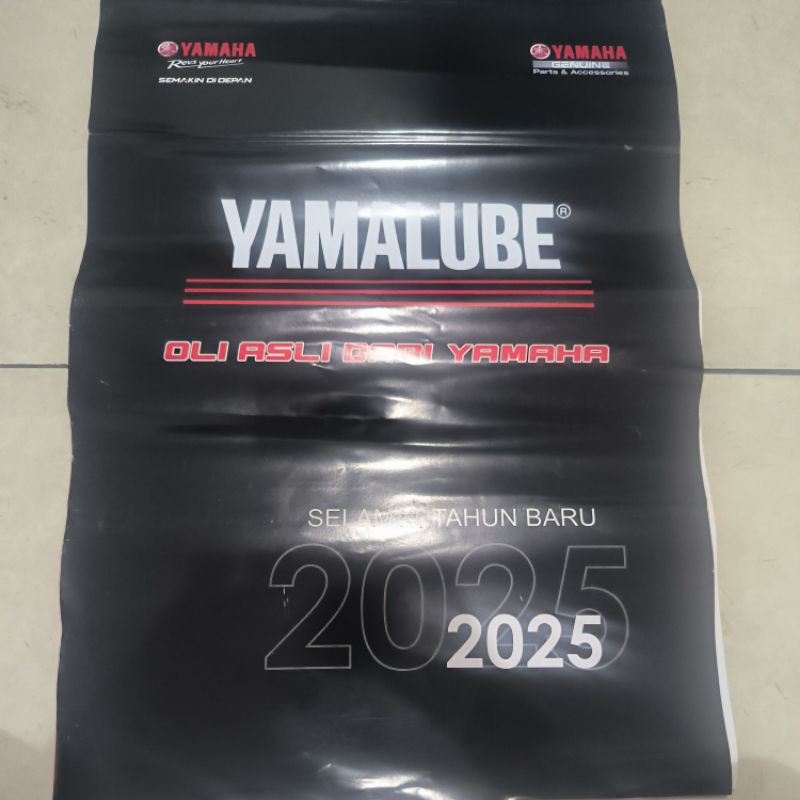 YAMAHA
Revs your Heart
SEMAKIN DI DEPAN
YAMAHA
GENUINE
Parts & Accessories
YAMALUBE®
OLI ASLI DARI YAMAHA
SELAMAT TAHUN BARU
2025
2025